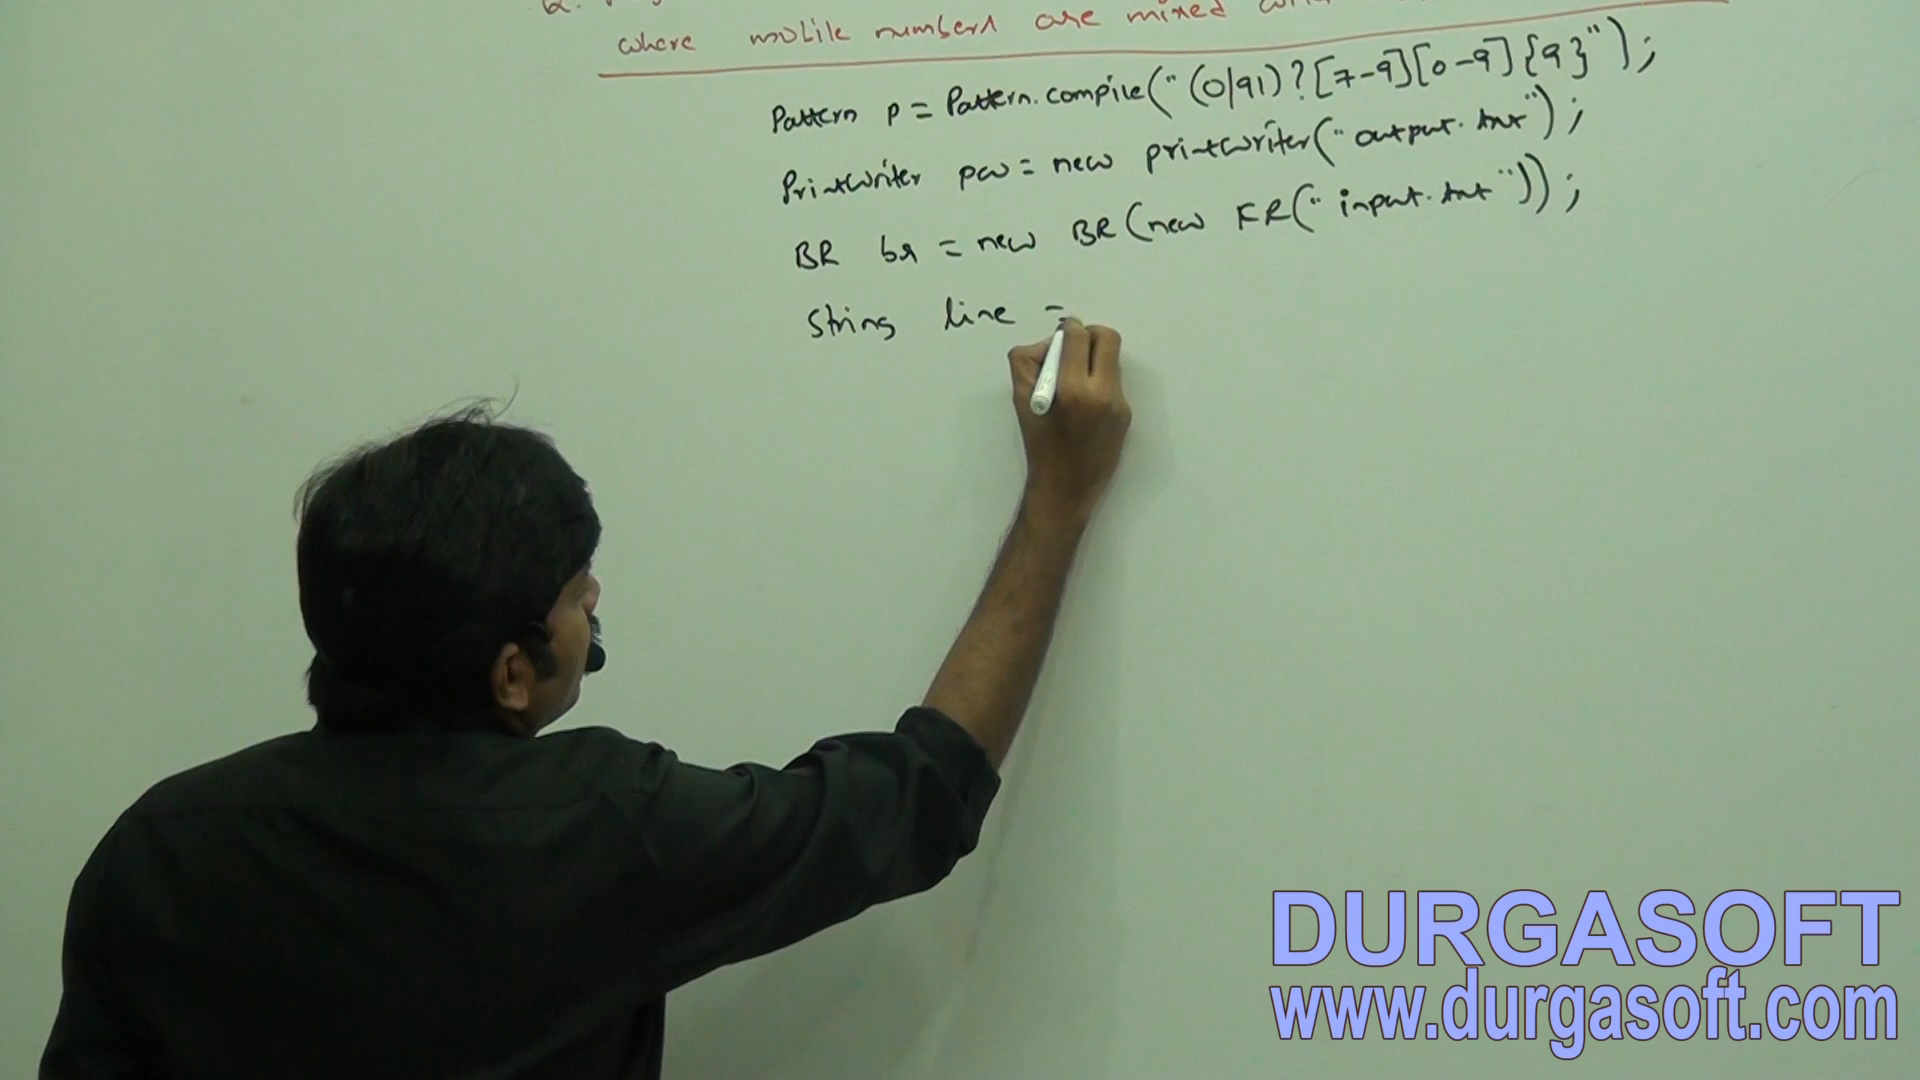 where mobile numbers are mixed
Pattern p = Pattern.compile("(0|91)?[7-9][0-9]{9}");
PrintWriter pw = new printWriter("output.txt");
BR br = new BR(new FR("input.txt"));
String line =
DURGASOFT
www.durgasoft.com